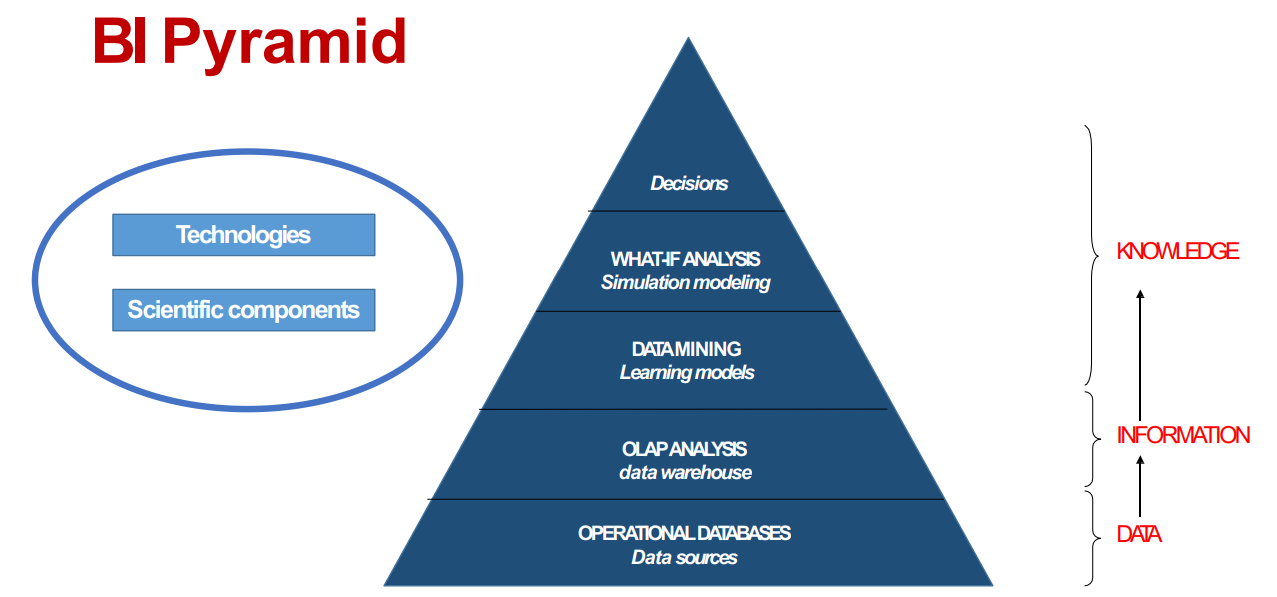 BI Pyramid
Technologies
Scientific components
Decisions
WHAT-IF ANALYSIS
Simulation modeling
DATA MINING
Learning models
OLAP ANALYSIS
data warehouse
OPERATIONAL DATABASES
Data sources
KNOWLEDGE
INFORMATION
DATA